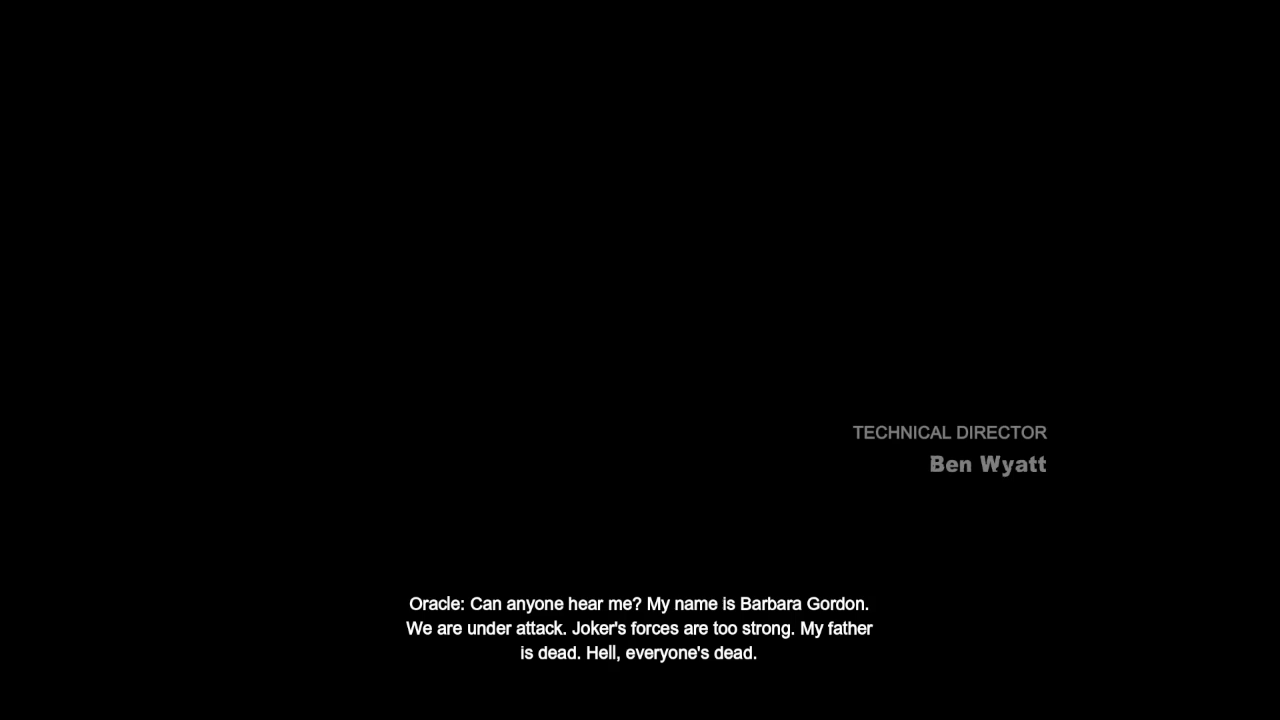 TECHNICAL DIRECTOR
Ben Wyatt
Oracle: Can anyone hear me? My name is Barbara Gordon.
We are under attack. Joker's forces are too strong. My father
is dead. Hell, everyone's dead.